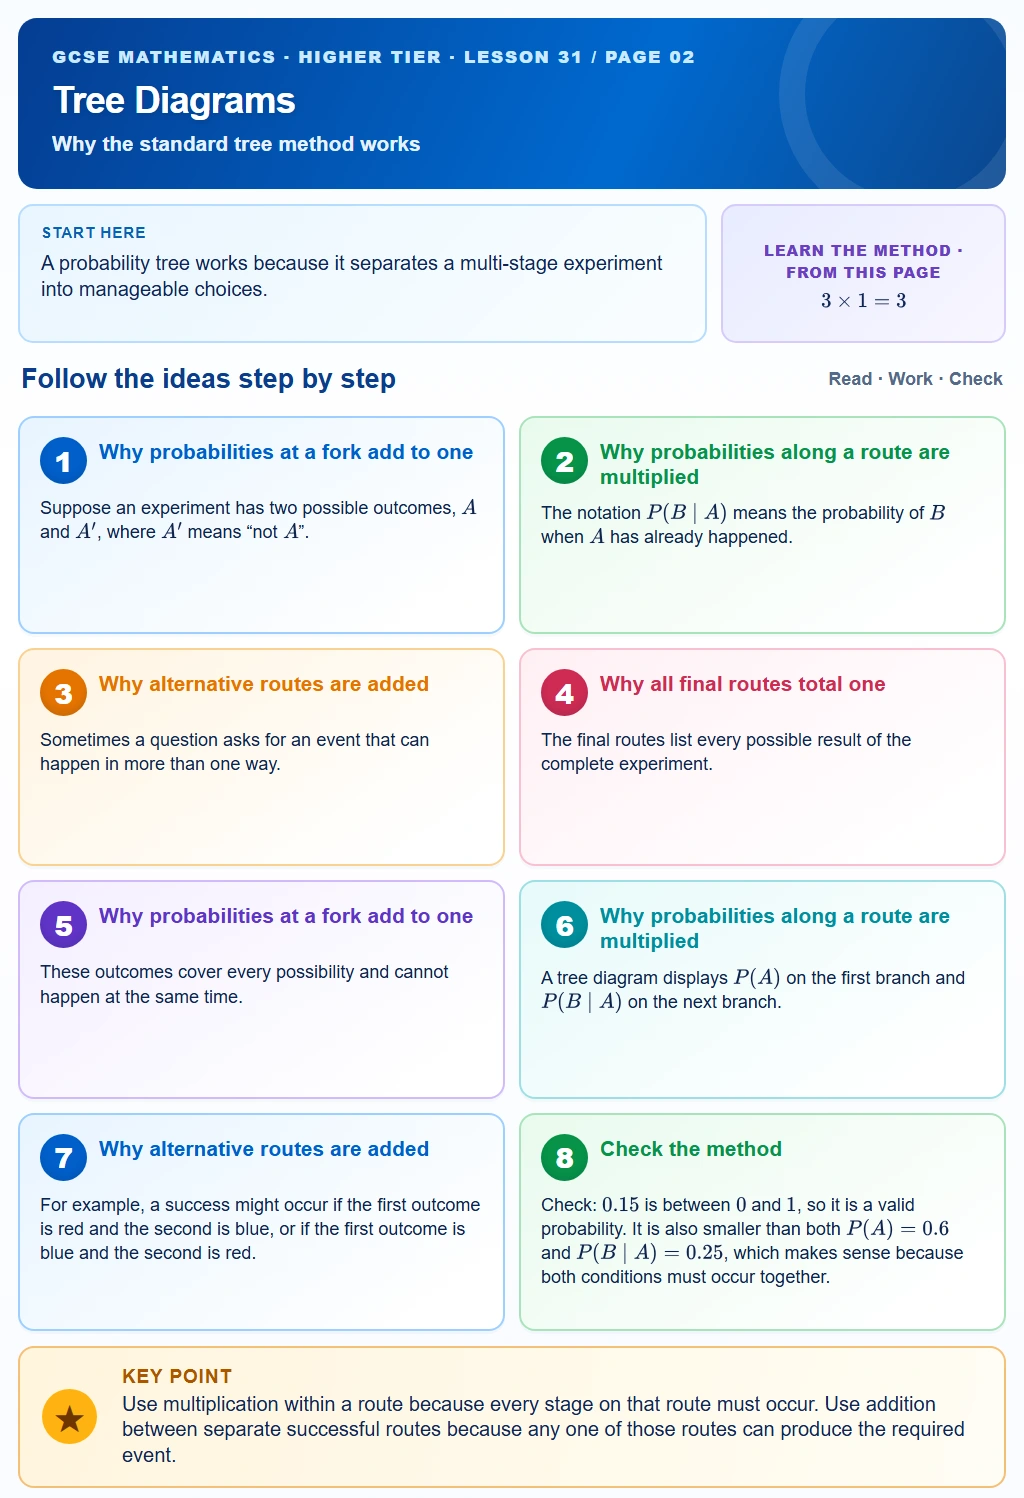 GCSE MATHEMATICS · HIGHER TIER · LESSON 31 / PAGE 02
Tree Diagrams
Why the standard tree method works
START HERE
A probability tree works because it separates a multi-stage experiment
into manageable choices.
LEARN THE METHOD ·
FROM THIS PAGE
3 × 1 = 3
Follow the ideas step by step
Read · Work · Check
1
Why probabilities at a fork add to one
Suppose an experiment has two possible outcomes, A
and A′, where A′ means “not A”.
2
Why probabilities along a route are
multiplied
The notation P(B | A) means the probability of B
when A has already happened.
3
Why alternative routes are added
Sometimes a question asks for an event that can
happen in more than one way.
4
Why all final routes total one
The final routes list every possible result of the
complete experiment.
5
Why probabilities at a fork add to one
These outcomes cover every possibility and cannot
happen at the same time.
6
Why probabilities along a route are
multiplied
A tree diagram displays P(A) on the first branch and
P(B | A) on the next branch.
7
Why alternative routes are added
For example, a success might occur if the first outcome
is red and the second is blue, or if the first outcome is
blue and the second is red.
8
Check the method
Check: 0.15 is between 0 and 1, so it is a valid
probability. It is also smaller than both P(A) = 0.6
and P(B | A) = 0.25, which makes sense because
both conditions must occur together.
KEY POINT
Use multiplication within a route because every stage on that route must occur. Use addition
between separate successful routes because any one of those routes can produce the required
event.